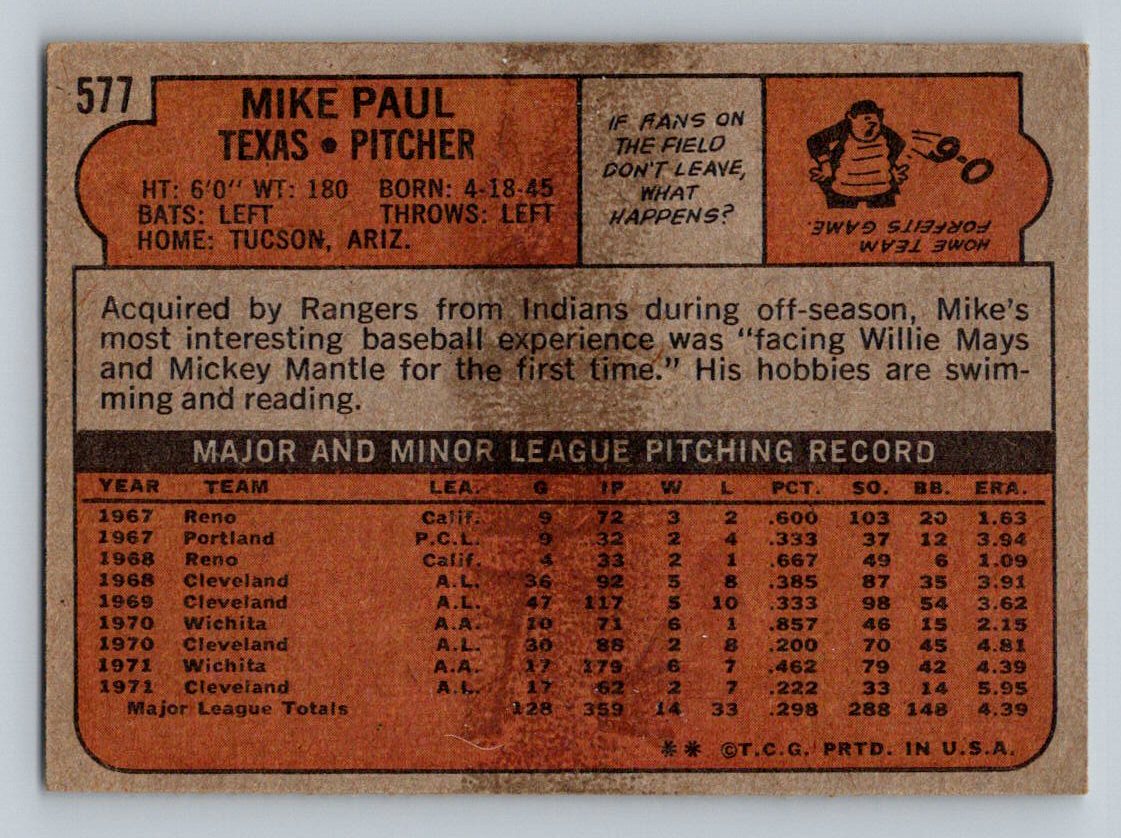 577
MIKE PAUL
TEXAS • PITCHER
HT: 6'0" WT: 180 BORN: 4-18-45
BATS: LEFT THROWS: LEFT
HOME: TUCSON, ARIZ.
IF FANS ON
THE FIELD
DON'T LEAVE,
WHAT
HAPPENS?
9-0
HOME TEAM
FORFEITS GAME.
Acquired by Rangers from Indians during off-season, Mike's
most interesting baseball experience was "facing Willie Mays
and Mickey Mantle for the first time." His hobbies are swim-
ming and reading.
MAJOR AND MINOR LEAGUE PITCHING RECORD
YEAR TEAM LEA. G IP W L PCT. SO. BB. ERA.
1967 Reno Calif. 9 72 3 2 .600 103 20 1.63
1967 Portland P.C.L. 9 32 2 4 .333 37 12 3.94
1968 Reno Calif. 4 33 2 1 .667 49 6 1.09
1968 Cleveland A.L. 36 92 5 8 .385 87 35 3.91
1969 Cleveland A.L. 47 117 5 10 .333 98 54 3.62
1970 Wichita A.A. 10 71 6 1 .857 46 15 2.15
1970 Cleveland A.L. 30 88 2 8 .200 70 45 4.81
1971 Wichita A.A. 17 179 6 7 .462 79 42 4.39
1971 Cleveland A.L. 17 62 2 7 .222 33 14 5.95
Major League Totals 128 359 14 33 .298 288 148 4.39
** ©T.C.G. PRTD. IN U.S.A.